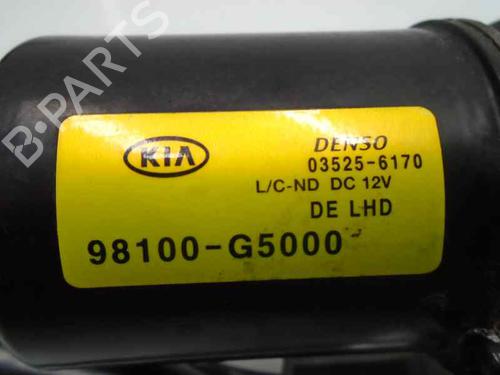 B-PARTS
KIA
DENSO
03525-6170
L/C-ND DC 12V
DE LHD
98100-G5000